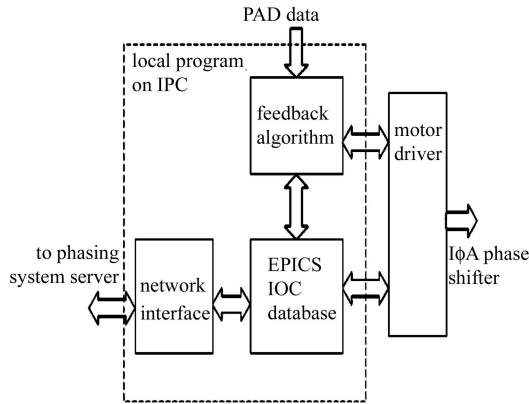 PAD data
local program
on IPC
feedback
algorithm
motor
driver
to phasing
system server
network
interface
EPICS
IOC
database
IϕA phase
shifter